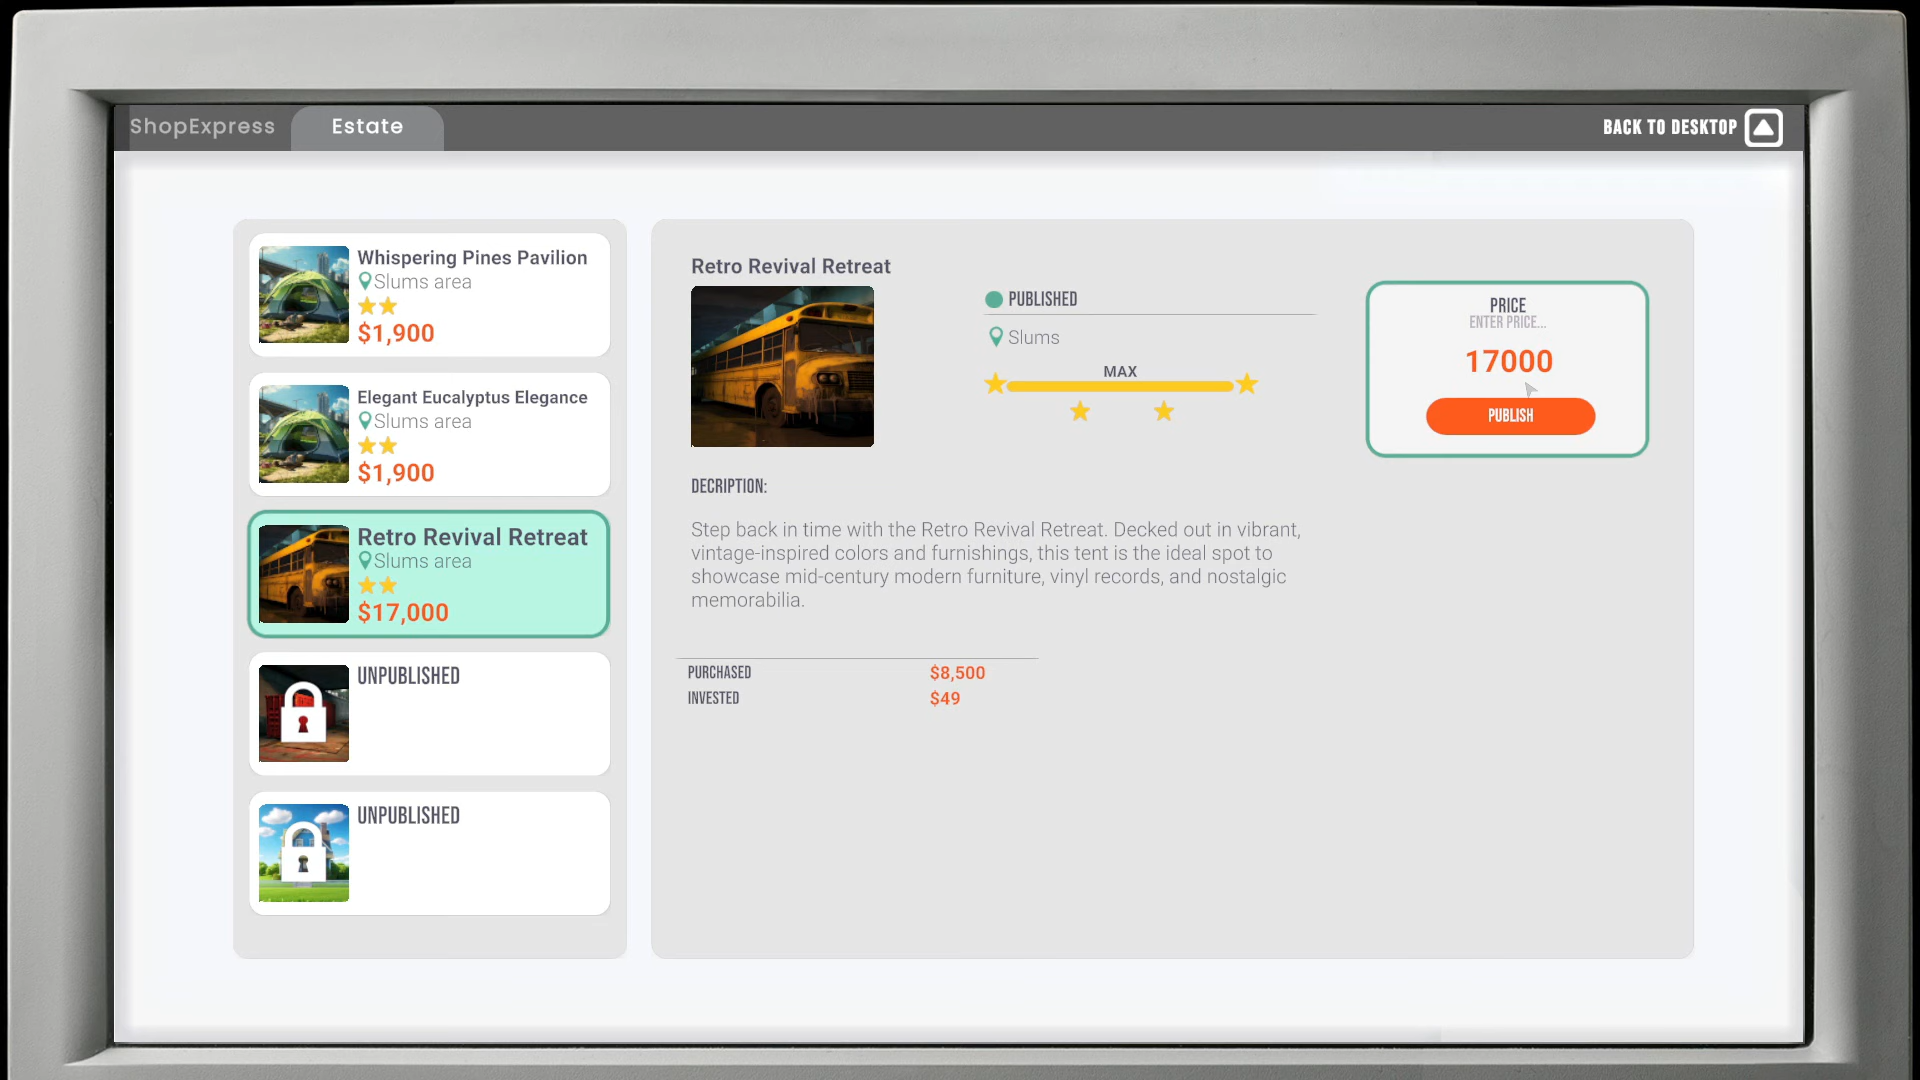 ShopExpress
Estate
BACK TO DESKTOP
Whispering Pines Pavilion
Slums area
$1,900
Elegant Eucalyptus Elegance
Slums area
$1,900
Retro Revival Retreat
Slums area
$17,000
UNPUBLISHED
UNPUBLISHED
Retro Revival Retreat
PUBLISHED
Slums
MAX
PRICE
ENTER PRICE...
17000
PUBLISH
DECRIPTION:
Step back in time with the Retro Revival Retreat. Decked out in vibrant,
vintage-inspired colors and furnishings, this tent is the ideal spot to
showcase mid-century modern furniture, vinyl records, and nostalgic
memorabilia.
PURCHASED $8,500
INVESTED $49